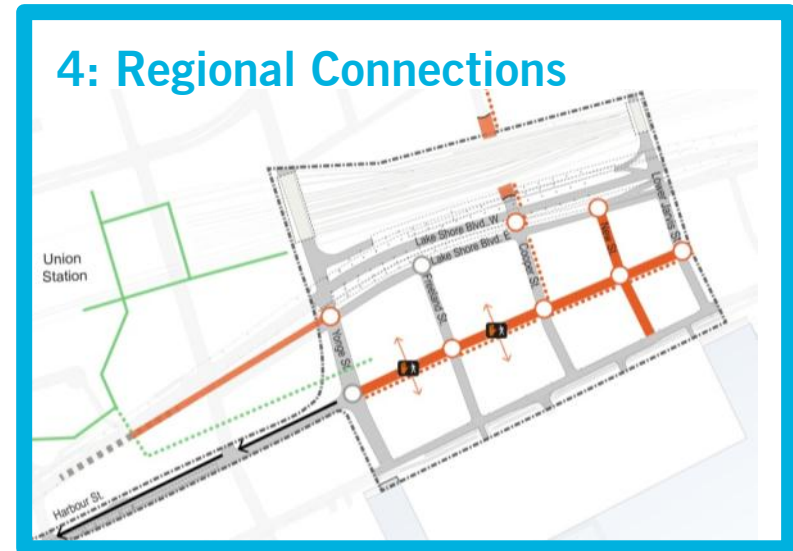 4: Regional Connections
Union
Station
Lake Shore Blvd. W
Lake Shore Blvd. E
Lower Jarvis St.
New St.
Cooper St.
Freeland St.
Yonge St.
Harbour St.